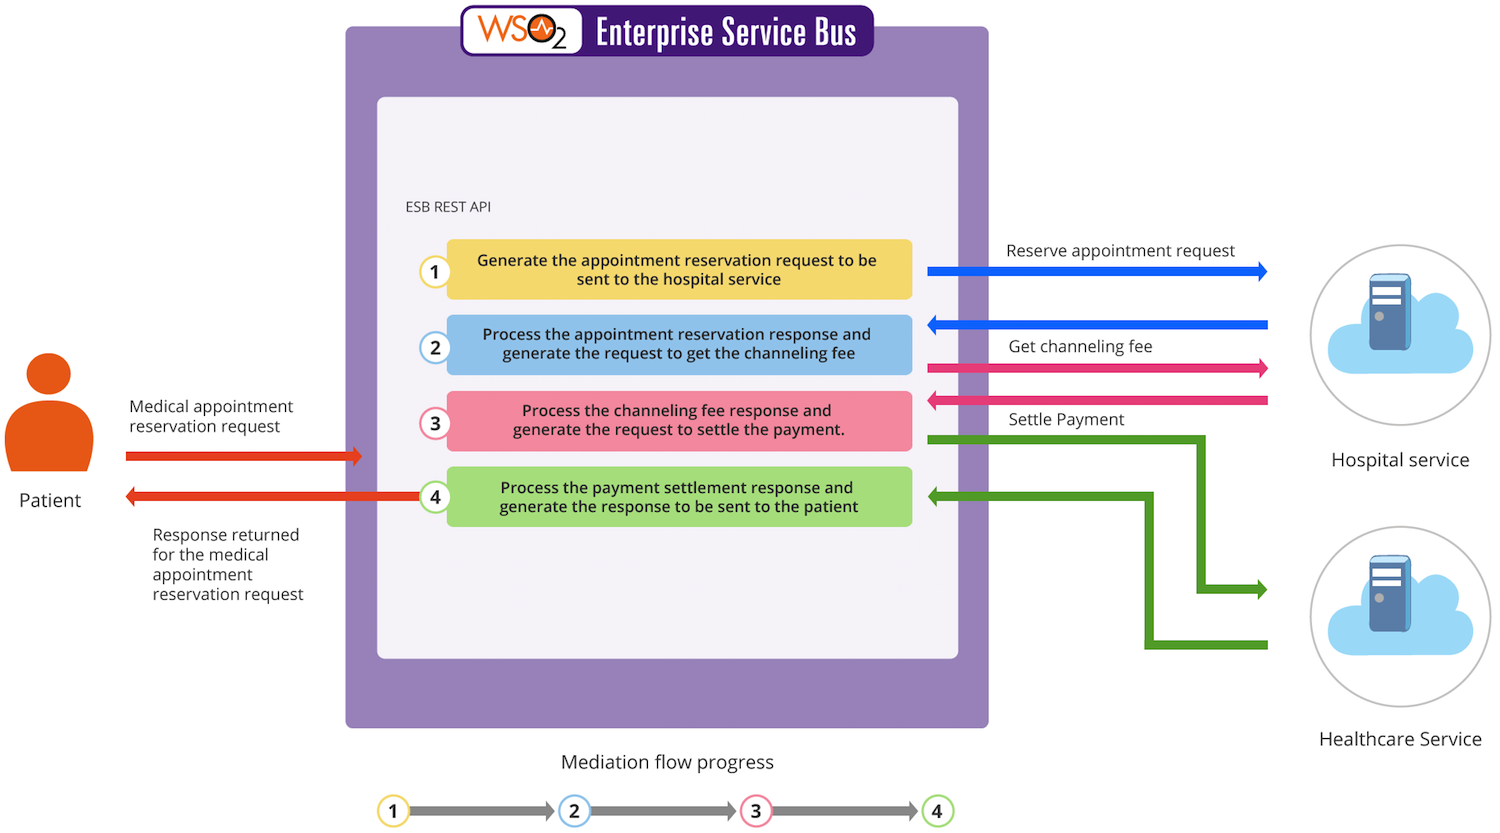 WSO2 Enterprise Service Bus
ESB REST API
1
Generate the appointment reservation request to be
sent to the hospital service
2
Process the appointment reservation response and
generate the request to get the channeling fee
3
Process the channeling fee response and
generate the request to settle the payment.
4
Process the payment settlement response and
generate the response to be sent to the patient
Medical appointment
reservation request
Patient
Response returned
for the medical
appointment
reservation request
Reserve appointment request
Get channeling fee
Settle Payment
Hospital service
Healthcare Service
Mediation flow progress
1 2 3 4